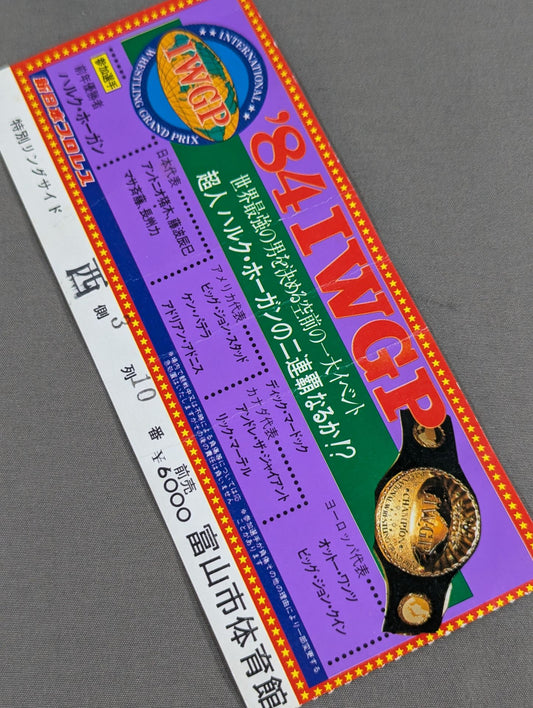 INTERNATIONAL
WRESTLING GRAND PRIX
IWGP
'84 IWGP
世界最強の男を決める空前の一大イベント
超人ハルク・ホーガンの二連覇なるか!?
参加選手
前年優勝者
ハルク・ホーガン
日本代表
アントニオ猪木、藤波辰巳
マサ斎藤、長州力
アメリカ代表
ビッグ・ジョン・スタッド
ケン・パテラ
アドリアン・アドニス
ディック・マードック
カナダ代表
アンドレ・ザ・ジャイアント
リック・マーテル
ヨーロッパ代表
オットー・ワンツ
ビッグ・ジョン・クイン
IWGP
新日本プロレス
特別リングサイド
西側 3 列 10 番
前売
¥6000
富山市体育館